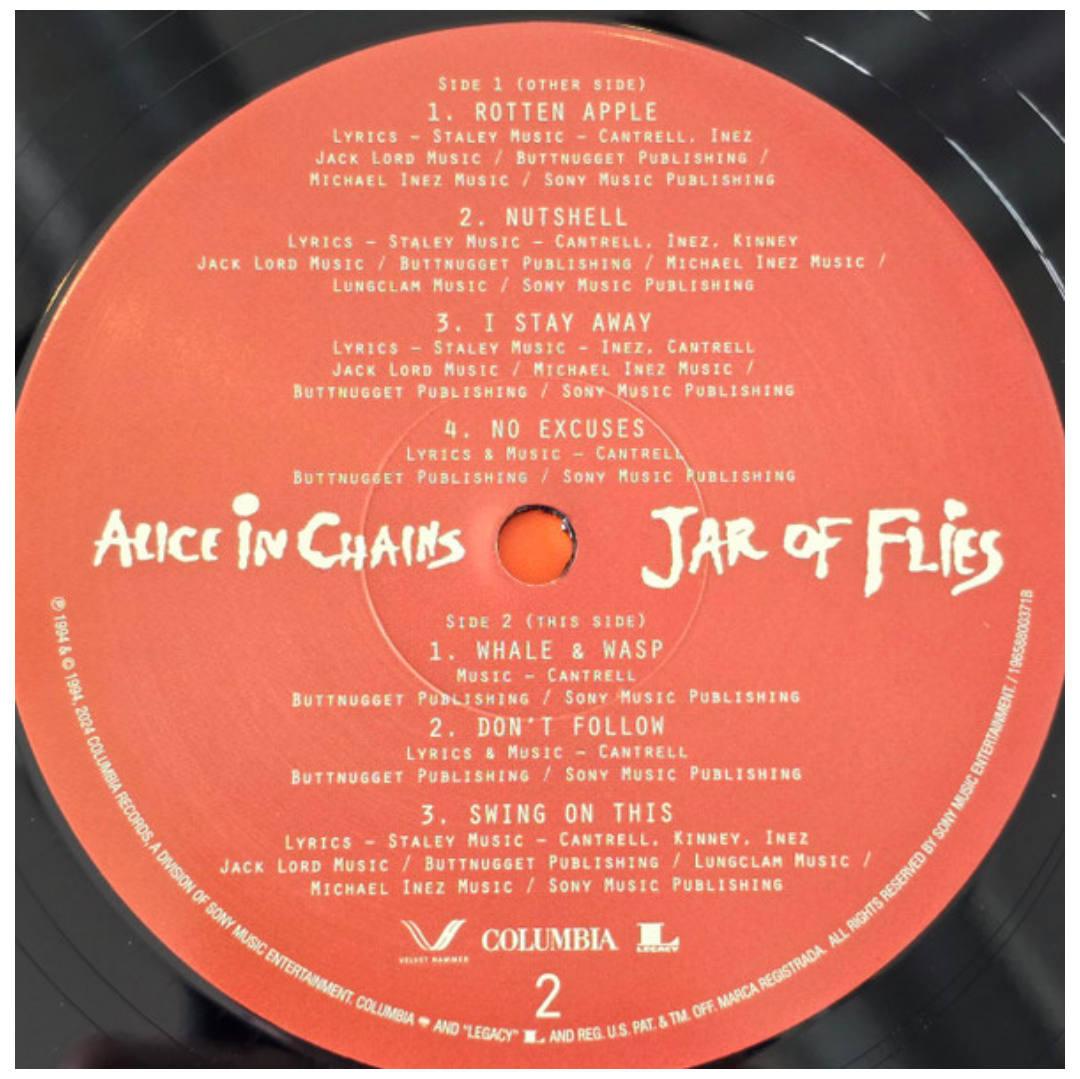 SIDE 1 (OTHER SIDE)
1. ROTTEN APPLE
LYRICS – STALEY MUSIC – CANTRELL, INEZ
JACK LORD MUSIC / BUTTNUGGET PUBLISHING /
MICHAEL INEZ MUSIC / SONY MUSIC PUBLISHING
2. NUTSHELL
LYRICS – STALEY MUSIC – CANTRELL, INEZ, KINNEY
JACK LORD MUSIC / BUTTNUGGET PUBLISHING / MICHAEL INEZ MUSIC /
LUNGCLAM MUSIC / SONY MUSIC PUBLISHING
3. I STAY AWAY
LYRICS – STALEY MUSIC – INEZ, CANTRELL
JACK LORD MUSIC / MICHAEL INEZ MUSIC /
BUTTNUGGET PUBLISHING / SONY MUSIC PUBLISHING
4. NO EXCUSES
LYRICS & MUSIC – CANTRELL
BUTTNUGGET PUBLISHING / SONY MUSIC PUBLISHING
ALICE IN CHAINS JAR OF FLIES
SIDE 2 (THIS SIDE)
1. WHALE & WASP
MUSIC – CANTRELL
BUTTNUGGET PUBLISHING / SONY MUSIC PUBLISHING
2. DON'T FOLLOW
LYRICS & MUSIC – CANTRELL
BUTTNUGGET PUBLISHING / SONY MUSIC PUBLISHING
3. SWING ON THIS
LYRICS – STALEY MUSIC – CANTRELL, KINNEY, INEZ
JACK LORD MUSIC / BUTTNUGGET PUBLISHING / LUNGCLAM MUSIC /
MICHAEL INEZ MUSIC / SONY MUSIC PUBLISHING
VELVET HAMMER COLUMBIA LEGACY
2
℗ 1994 & © 1994, 2024 COLUMBIA RECORDS, A DIVISION OF SONY MUSIC ENTERTAINMENT. COLUMBIA AND "LEGACY" L AND REG. U.S. PAT. & TM. OFF. MARCA REGISTRADA. ALL RIGHTS RESERVED BY SONY MUSIC ENTERTAINMENT. / 19658800371B